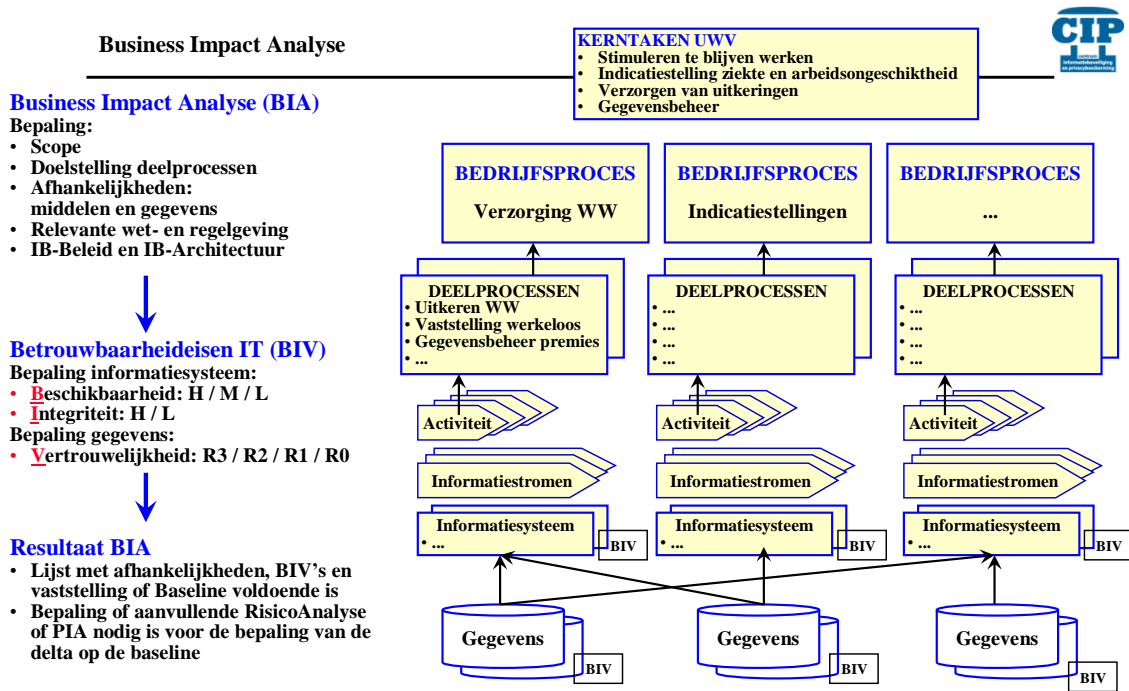 Business Impact Analyse
KERNTAKEN UWV
• Stimuleren te blijven werken
• Indicatiestelling ziekte en arbeidsongeschiktheid
• Verzorgen van uitkeringen
• Gegevensbeheer
CIP
centrum
informatiebeveiliging
en privacybescherming
Business Impact Analyse (BIA)
Bepaling:
• Scope
• Doelstelling deelprocessen
• Afhankelijkheden:
middelen en gegevens
• Relevante wet- en regelgeving
• IB-Beleid en IB-Architectuur
Betrouwbaarheideisen IT (BIV)
Bepaling informatiesysteem:
• Beschikbaarheid: H / M / L
• Integriteit: H / L
Bepaling gegevens:
• Vertrouwelijkheid: R3 / R2 / R1 / R0
Resultaat BIA
• Lijst met afhankelijkheden, BIV's en
vaststelling of Baseline voldoende is
• Bepaling of aanvullende RisicoAnalyse
of PIA nodig is voor de bepaling van de
delta op de baseline
BEDRIJFSPROCES
Verzorging WW
BEDRIJFSPROCES
Indicatiestellingen
BEDRIJFSPROCES
...
DEELPROCESSEN
• Uitkeren WW
• Vaststelling werkeloos
• Gegevensbeheer premies
• ...
DEELPROCESSEN
• ...
• ...
• ...
• ...
DEELPROCESSEN
• ...
• ...
• ...
• ...
Activiteit
Activiteit
Activiteit
Informatiestromen
Informatiestromen
Informatiestromen
Informatiesysteem
• ...
BIV
Informatiesysteem
• ...
BIV
Informatiesysteem
• ...
BIV
Gegevens
BIV
Gegevens
BIV
Gegevens
BIV